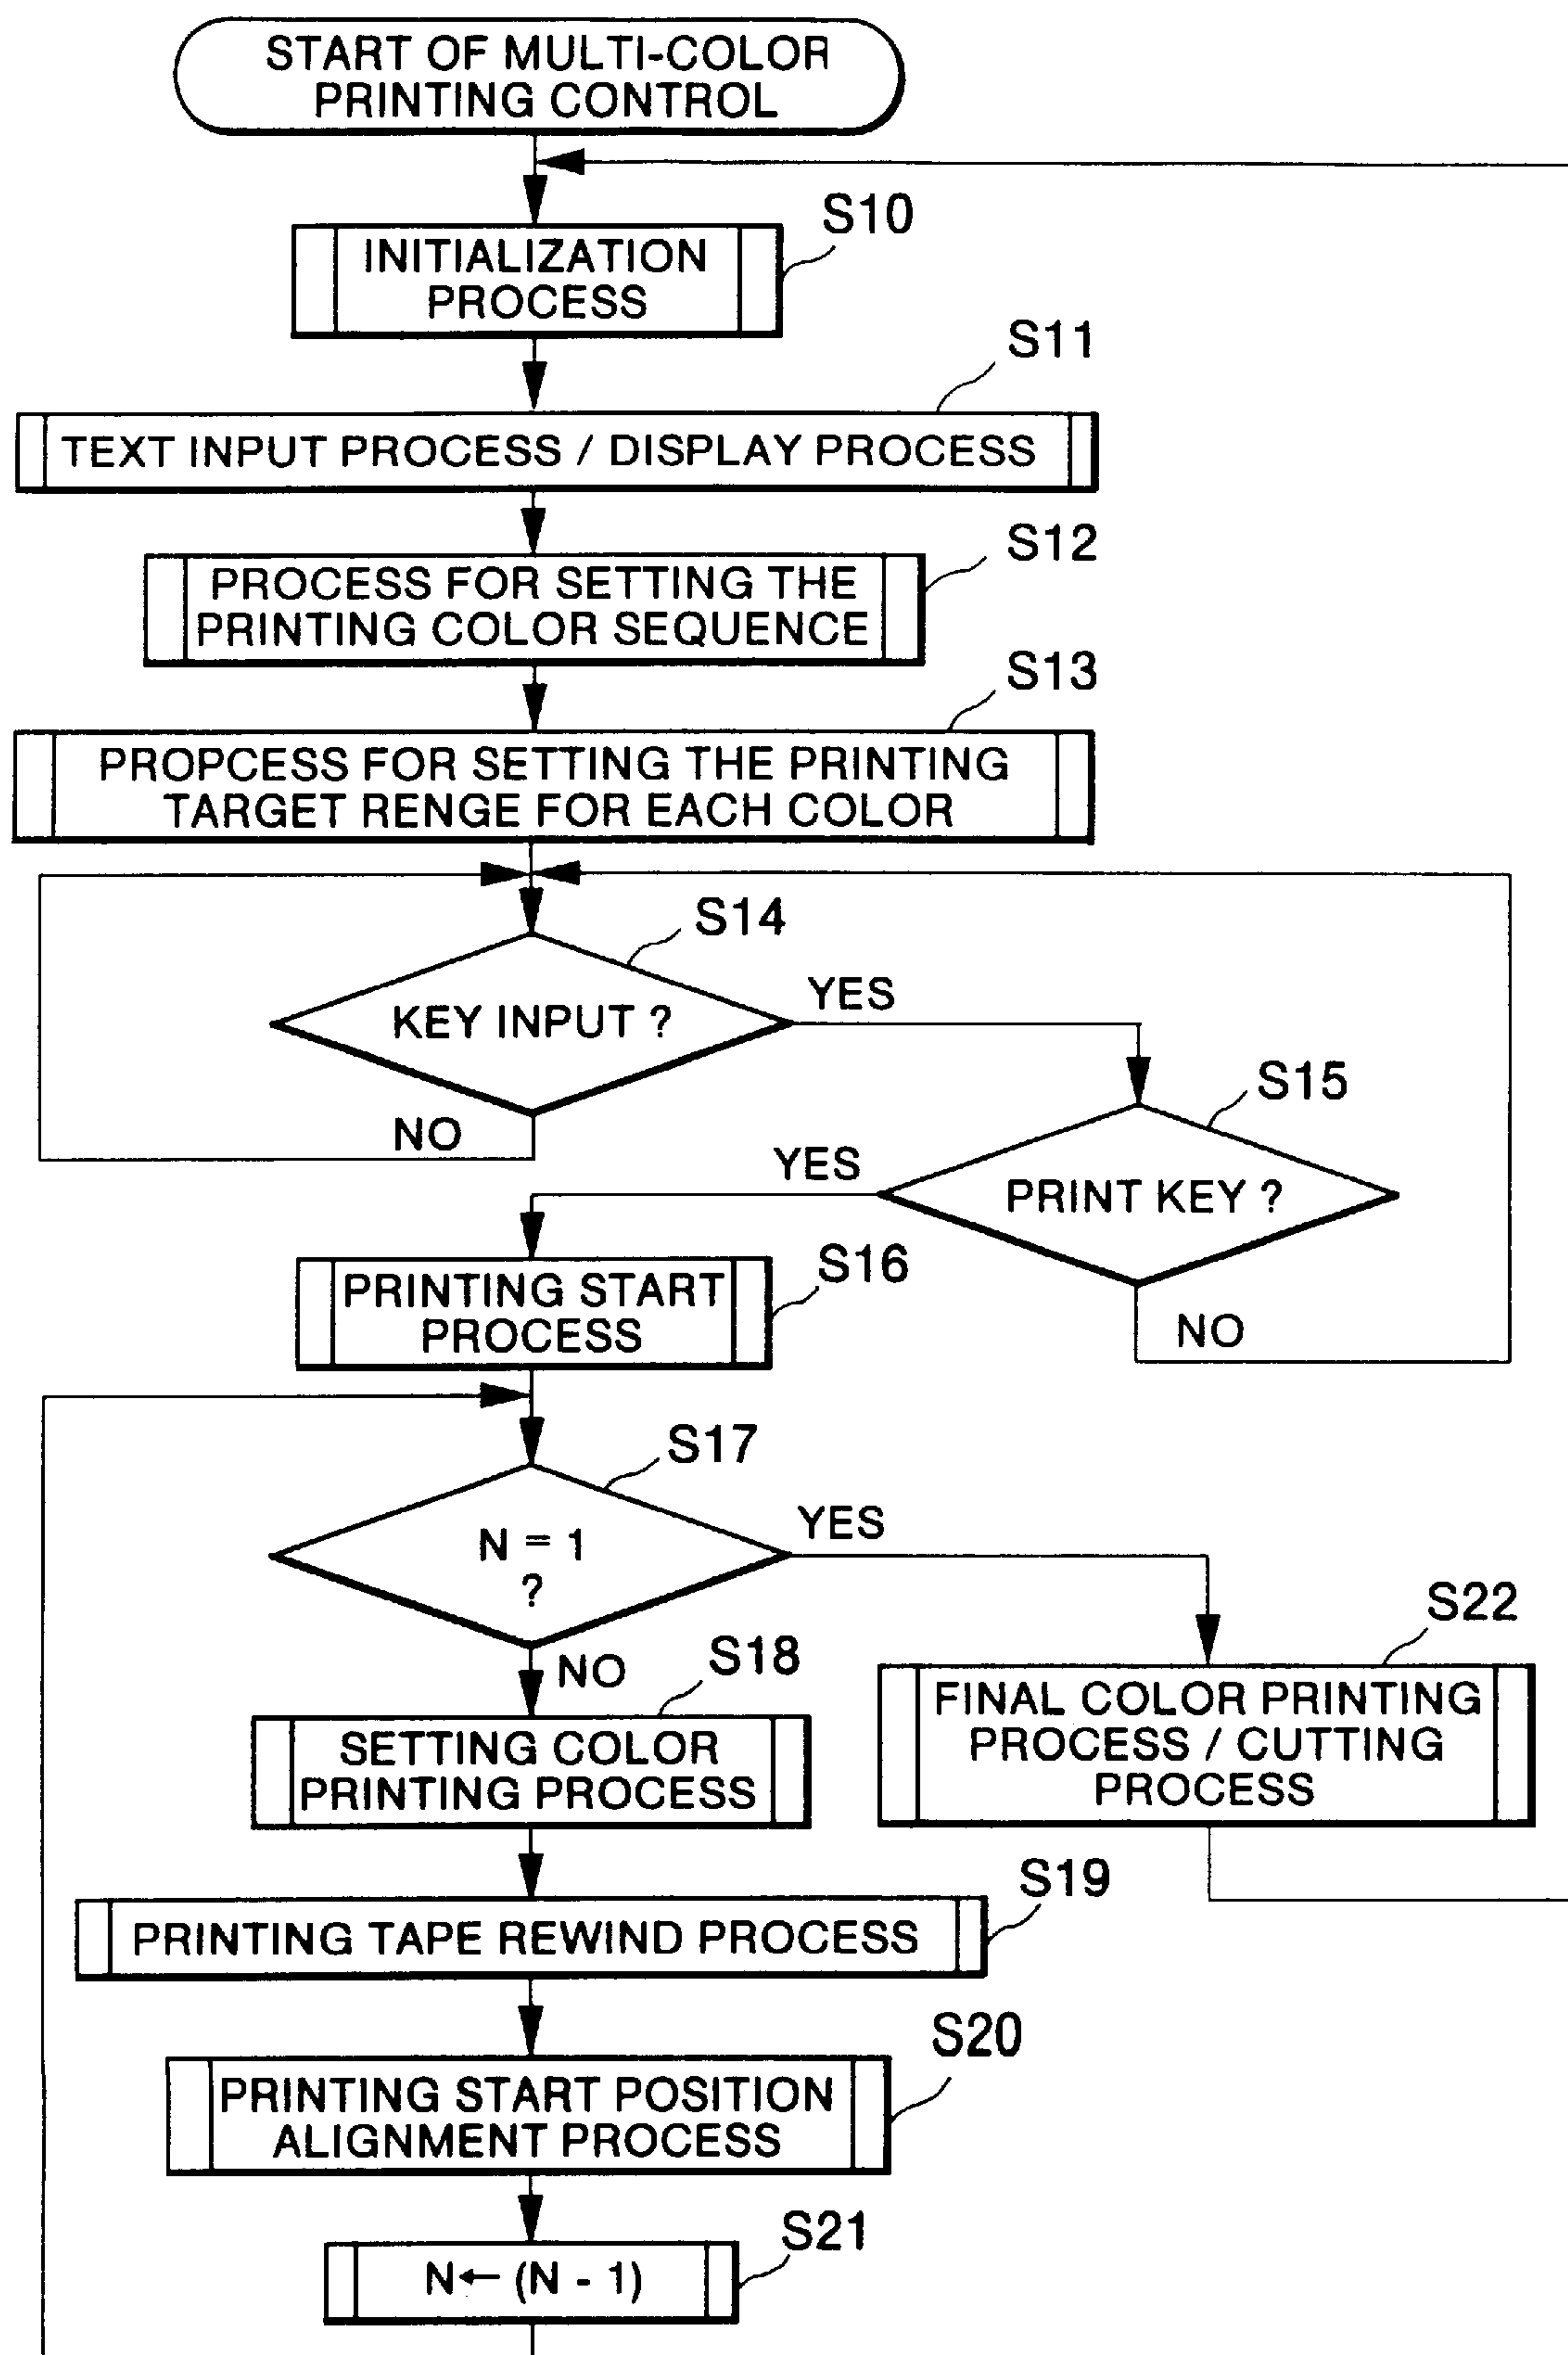 START OF MULTI-COLOR
PRINTING CONTROL
S10
INITIALIZATION
PROCESS
S11
TEXT INPUT PROCESS / DISPLAY PROCESS
S12
PROCESS FOR SETTING THE
PRINTING COLOR SEQUENCE
S13
PROPCESS FOR SETTING THE PRINTING
TARGET RENGE FOR EACH COLOR
S14
KEY INPUT ?
YES
NO
S15
PRINT KEY ?
YES
NO
S16
PRINTING START
PROCESS
S17
N = 1
?
YES
NO
S18
SETTING COLOR
PRINTING PROCESS
S22
FINAL COLOR PRINTING
PROCESS / CUTTING
PROCESS
S19
PRINTING TAPE REWIND PROCESS
S20
PRINTING START POSITION
ALIGNMENT PROCESS
S21
N ← (N - 1)